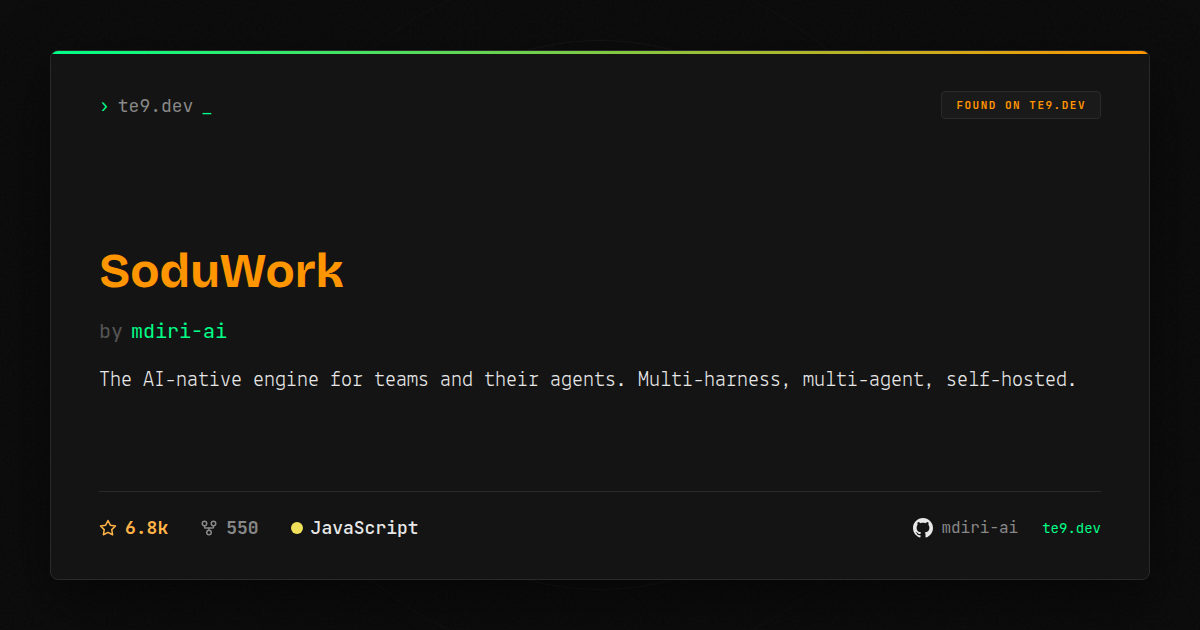 › te9.dev _
FOUND ON TE9.DEV
SoduWork
by mdiri-ai
The AI-native engine for teams and their agents. Multi-harness, multi-agent, self-hosted.
6.8k 550 JavaScript
mdiri-ai te9.dev